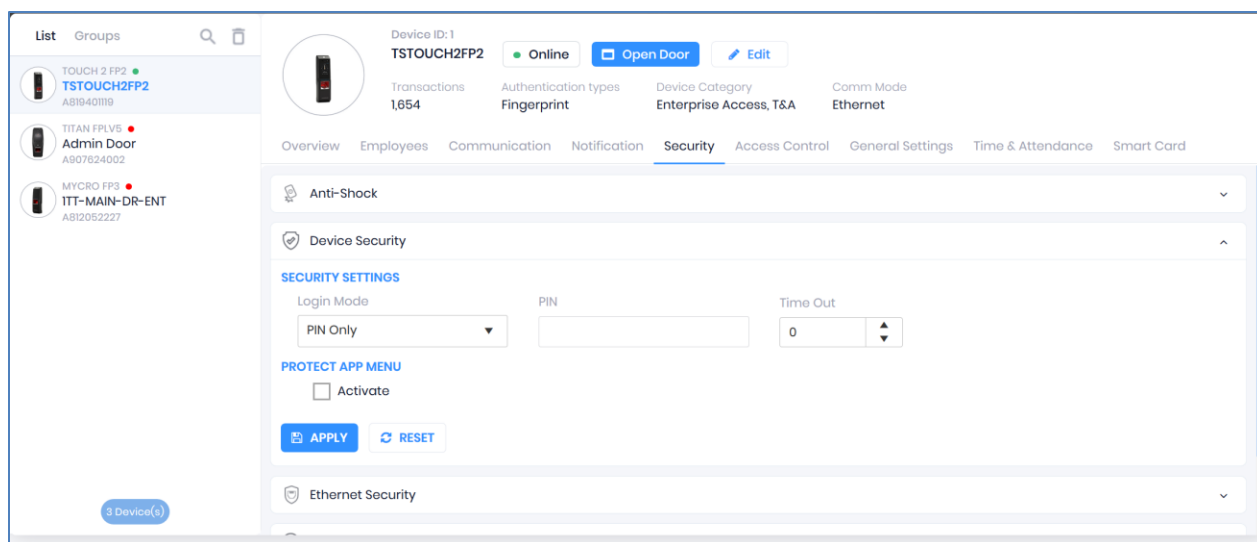 List Groups
TOUCH 2 FP2
TSTOUCH2FP2
A819401119
TITAN FPLV5
Admin Door
A907624002
MYCRO FP3
1TT-MAIN-DR-ENT
A812052227
3 Device(s)
Device ID: 1
TSTOUCH2FP2 Online Open Door Edit
Transactions Authentication types Device Category Comm Mode
1,654 Fingerprint Enterprise Access, T&A Ethernet
Overview Employees Communication Notification Security Access Control General Settings Time & Attendance Smart Card
Anti-Shock
Device Security
SECURITY SETTINGS
Login Mode PIN Time Out
PIN Only 0
PROTECT APP MENU
Activate
APPLY RESET
Ethernet Security